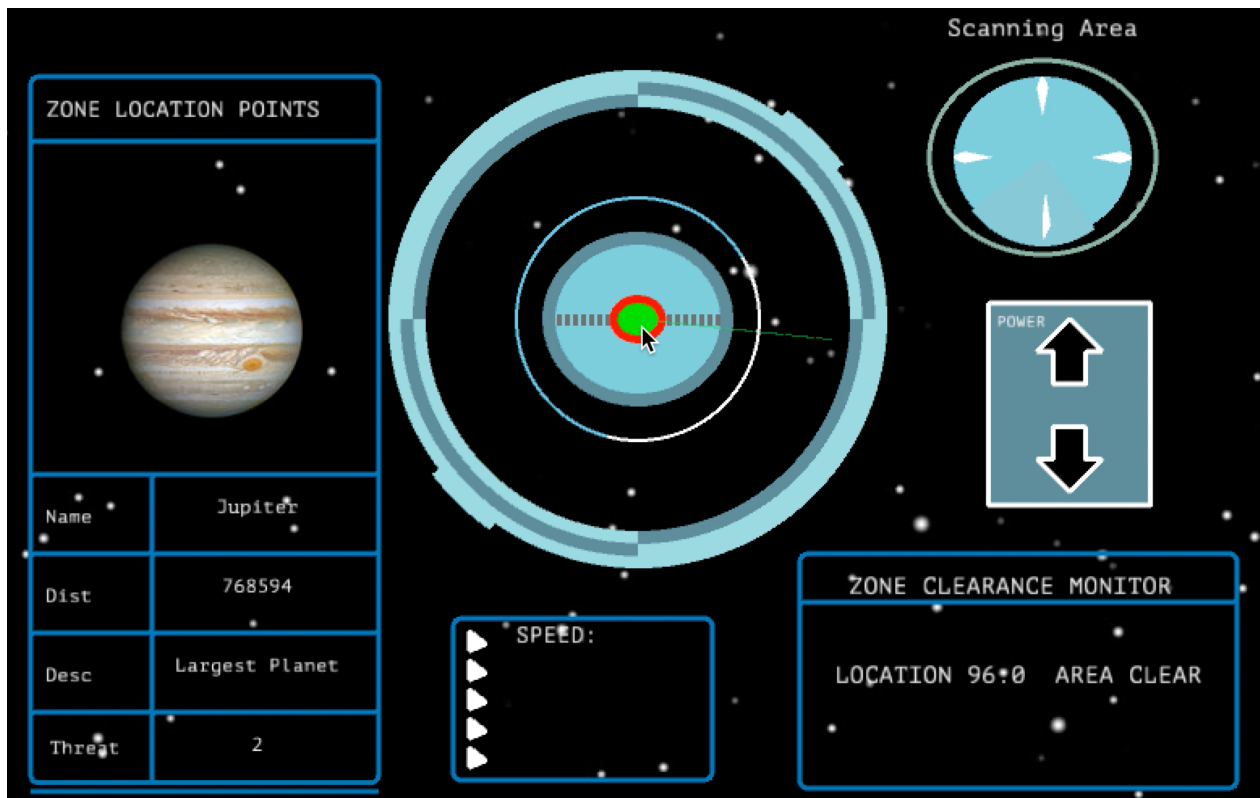 Scanning Area
ZONE LOCATION POINTS
POWER
Name
Jupiter
Dist
768594
Desc
Largest Planet
Threat
2
SPEED:
ZONE CLEARANCE MONITOR
LOCATION 96.0 AREA CLEAR